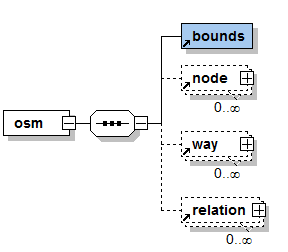 bounds
node
0..∞
osm
way
0..∞
relation
0..∞